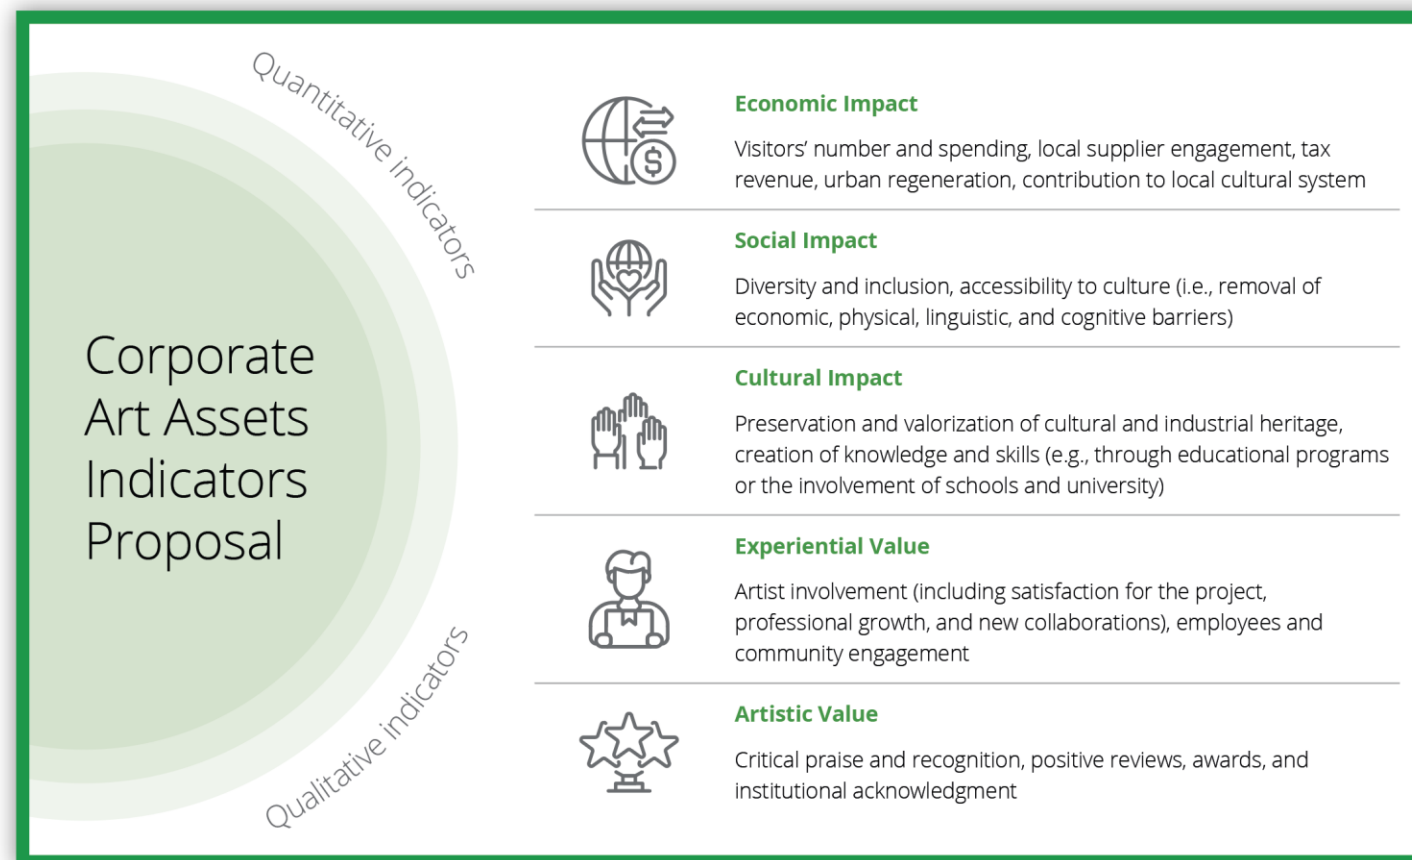 Quantitative indicators
Corporate
Art Assets
Indicators
Proposal
Qualitative indicators
Economic Impact
Visitors’ number and spending, local supplier engagement, tax
revenue, urban regeneration, contribution to local cultural system
Social Impact
Diversity and inclusion, accessibility to culture (i.e., removal of
economic, physical, linguistic, and cognitive barriers)
Cultural Impact
Preservation and valorization of cultural and industrial heritage,
creation of knowledge and skills (e.g., through educational programs
or the involvement of schools and university)
Experiential Value
Artist involvement (including satisfaction for the project,
professional growth, and new collaborations), employees and
community engagement
Artistic Value
Critical praise and recognition, positive reviews, awards, and
institutional acknowledgment